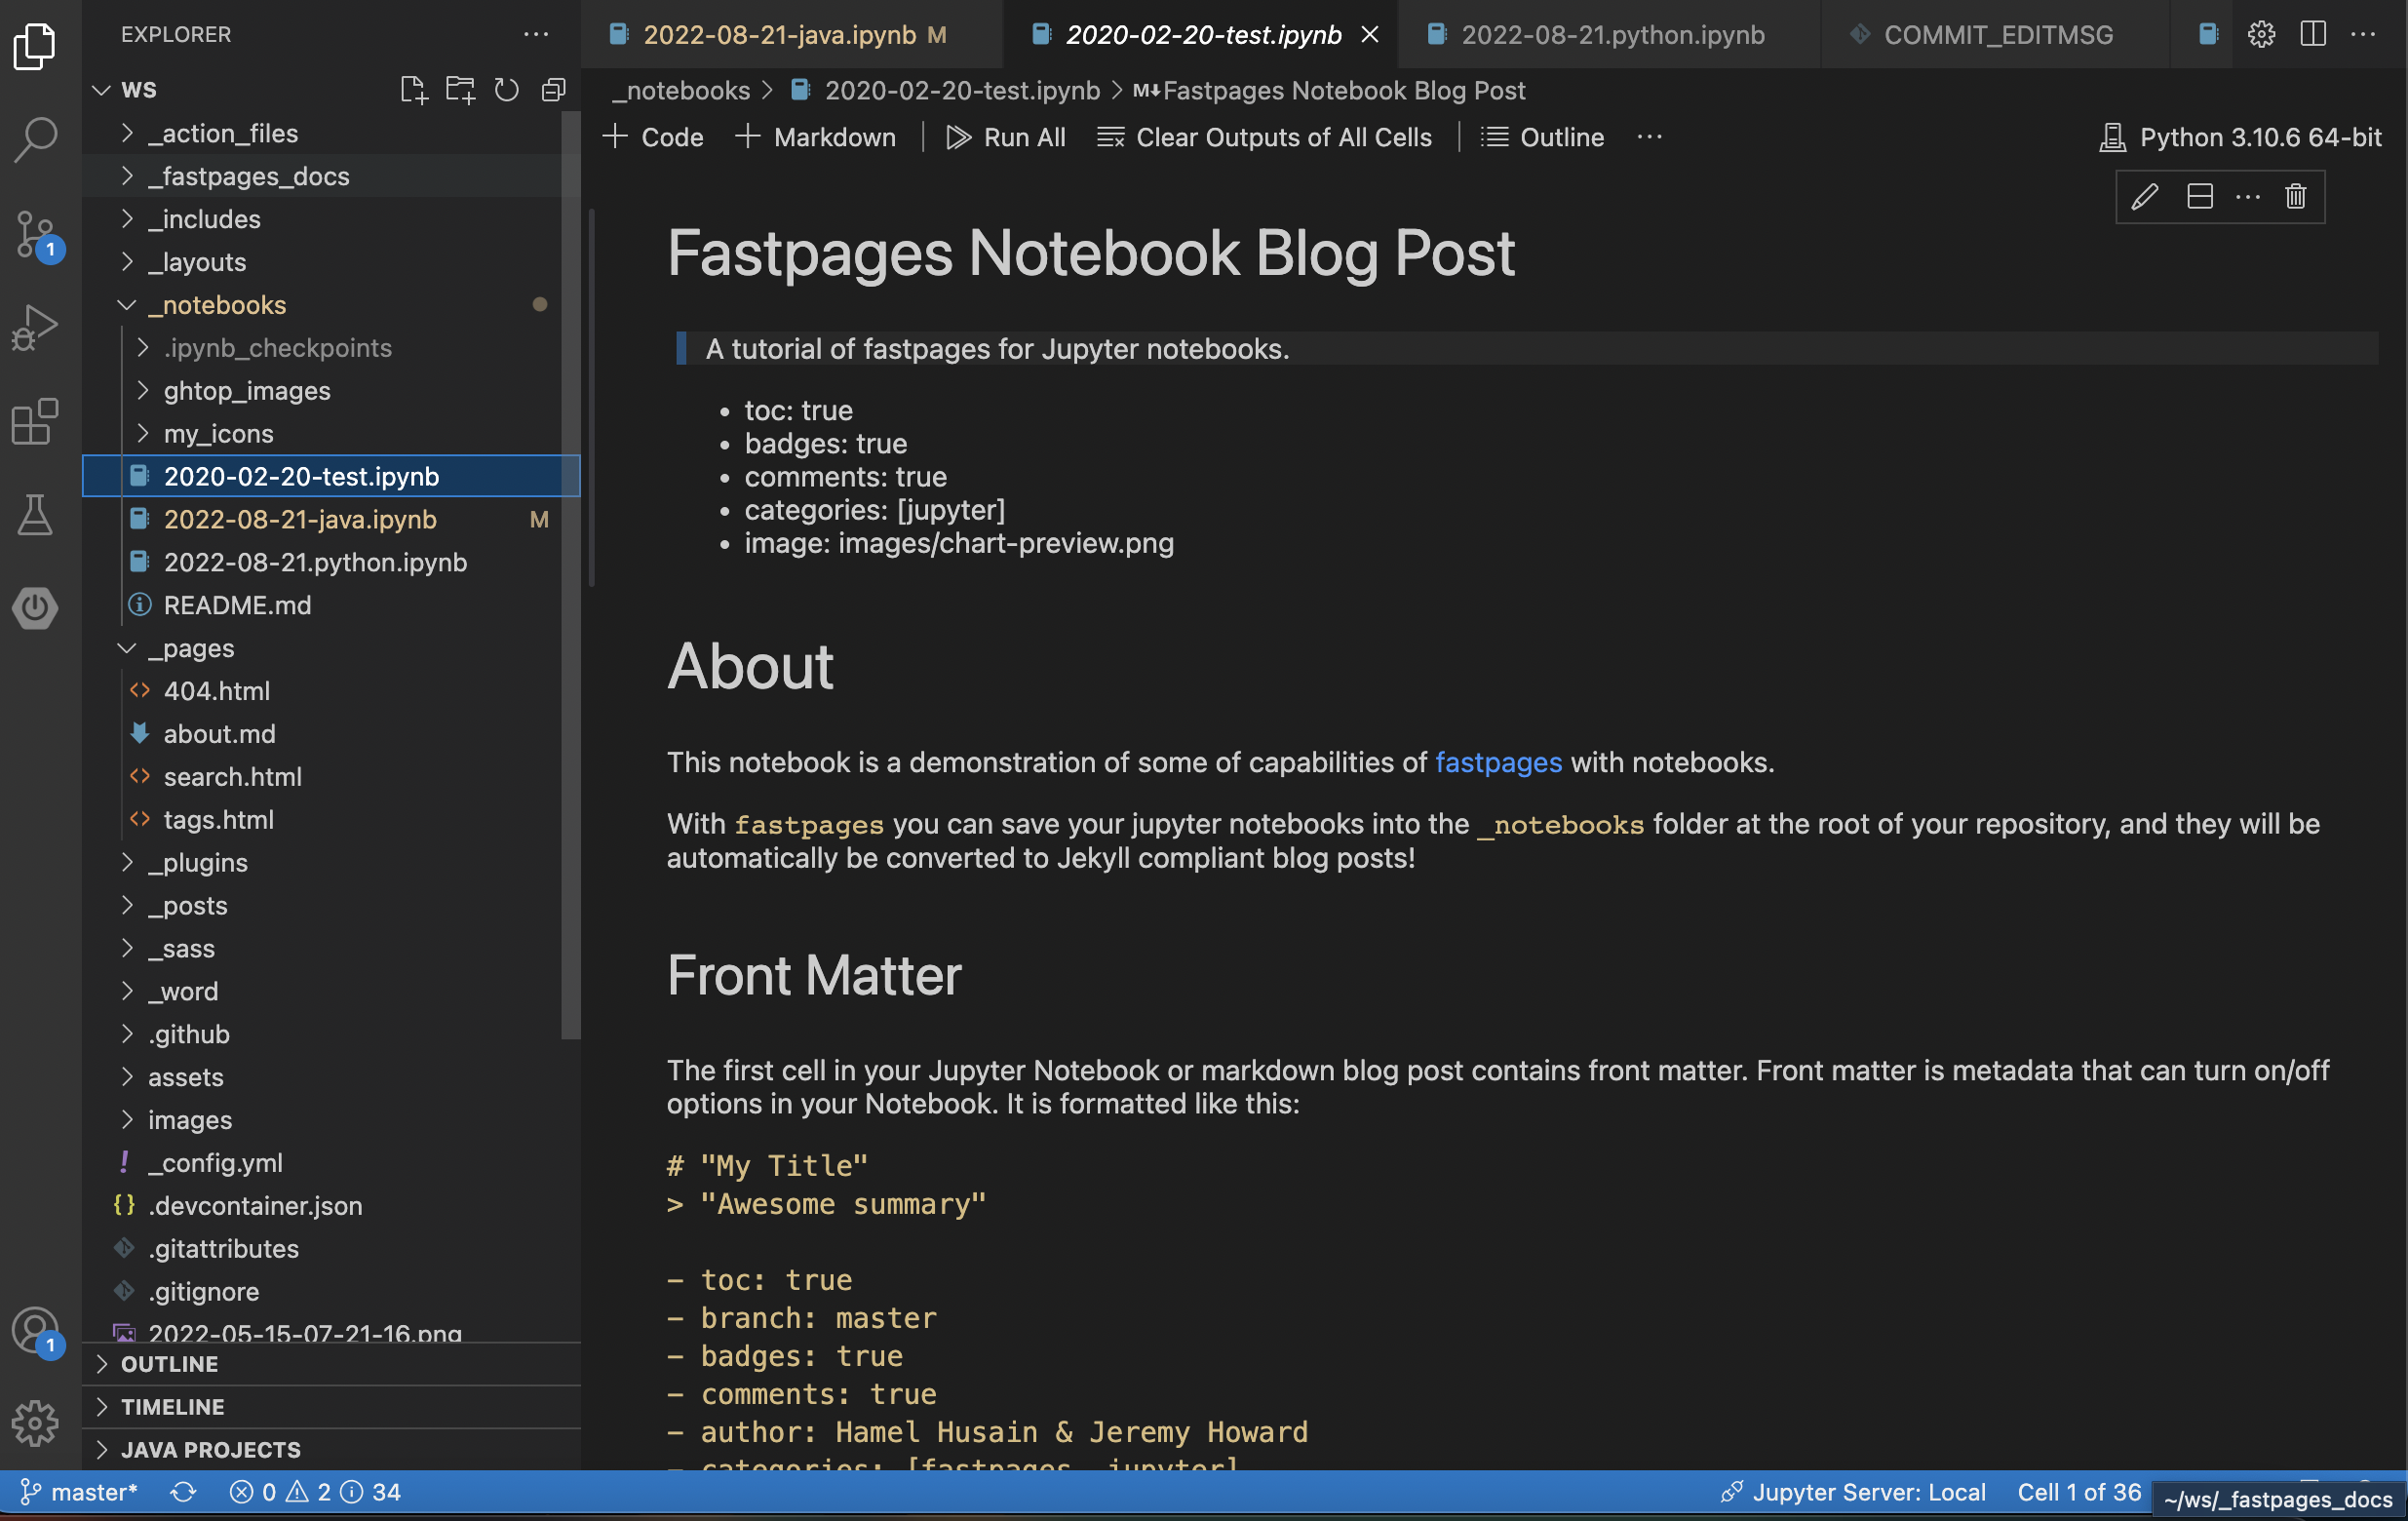 EXPLORER
WS
_action_files
_fastpages_docs
_includes
_layouts
_notebooks
.ipynb_checkpoints
ghtop_images
my_icons
2020-02-20-test.ipynb
2022-08-21-java.ipynb M
2022-08-21.python.ipynb
README.md
_pages
404.html
about.md
search.html
tags.html
_plugins
_posts
_sass
_word
.github
assets
images
_config.yml
.devcontainer.json
.gitattributes
.gitignore
2022-05-15-07-21-16.png
OUTLINE
TIMELINE
JAVA PROJECTS
1
1
2022-08-21-java.ipynb M 2020-02-20-test.ipynb 2022-08-21.python.ipynb COMMIT_EDITMSG
_notebooks > 2020-02-20-test.ipynb > M↓Fastpages Notebook Blog Post
+ Code + Markdown Run All Clear Outputs of All Cells Outline ··· Python 3.10.6 64-bit
Fastpages Notebook Blog Post
A tutorial of fastpages for Jupyter notebooks.
• toc: true
• badges: true
• comments: true
• categories: [jupyter]
• image: images/chart-preview.png
About
This notebook is a demonstration of some of capabilities of fastpages with notebooks.
With fastpages you can save your jupyter notebooks into the _notebooks folder at the root of your repository, and they will be
automatically be converted to Jekyll compliant blog posts!
Front Matter
The first cell in your Jupyter Notebook or markdown blog post contains front matter. Front matter is metadata that can turn on/off
options in your Notebook. It is formatted like this:
# "My Title"
> "Awesome summary"
- toc: true
- branch: master
- badges: true
- comments: true
- author: Hamel Husain & Jeremy Howard
- categories: [fastpages, jupyter]
master* 0 2 34 Jupyter Server: Local Cell 1 of 36
~/ws/_fastpages_docs